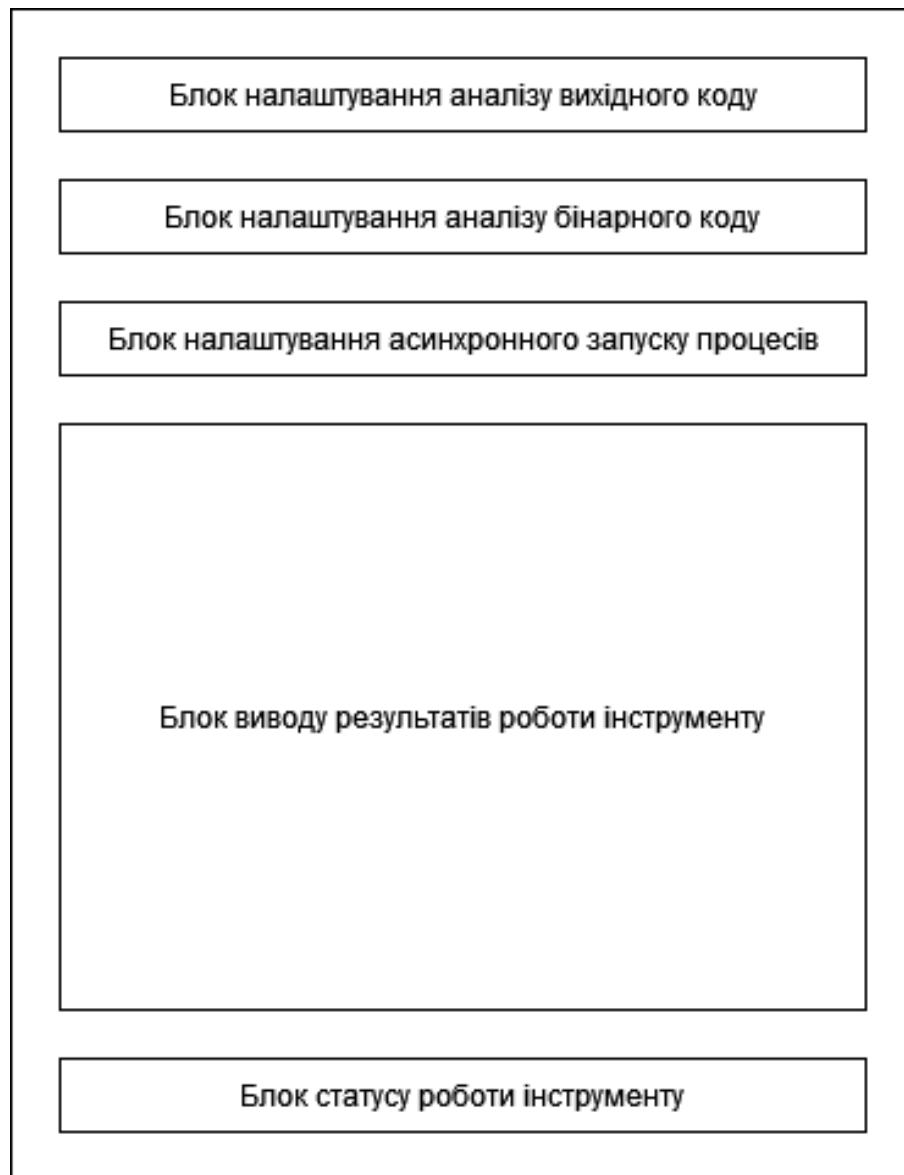 Блок налаштування аналізу вихідного коду
Блок налаштування аналізу бінарного коду
Блок налаштування асинхронного запуску процесів
Блок виводу результатів роботи інструменту
Блок статусу роботи інструменту